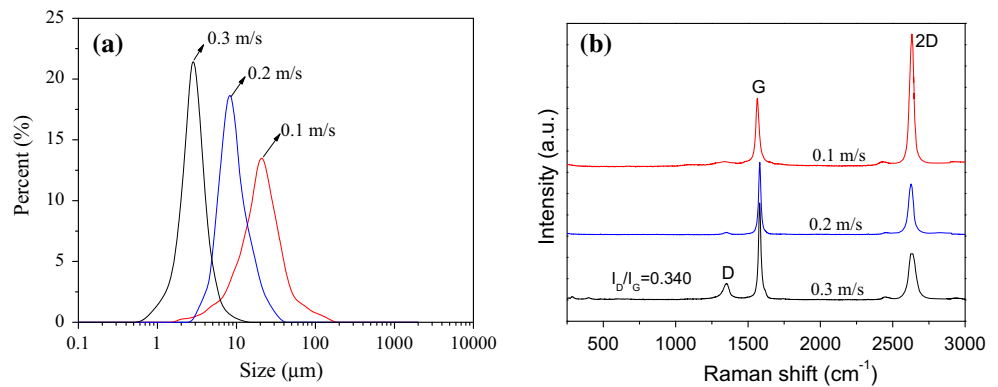 (a)
25
20
15
10
5
0
Percent (%)
0.3 m/s
0.2 m/s
0.1 m/s
0.1
1
10
100
1000
10000
Size (μm)
(b)
2D
G
0.1 m/s
0.2 m/s
I_D/I_G=0.340
D
0.3 m/s
Intensity (a.u.)
500
1000
1500
2000
2500
3000
Raman shift (cm⁻¹)